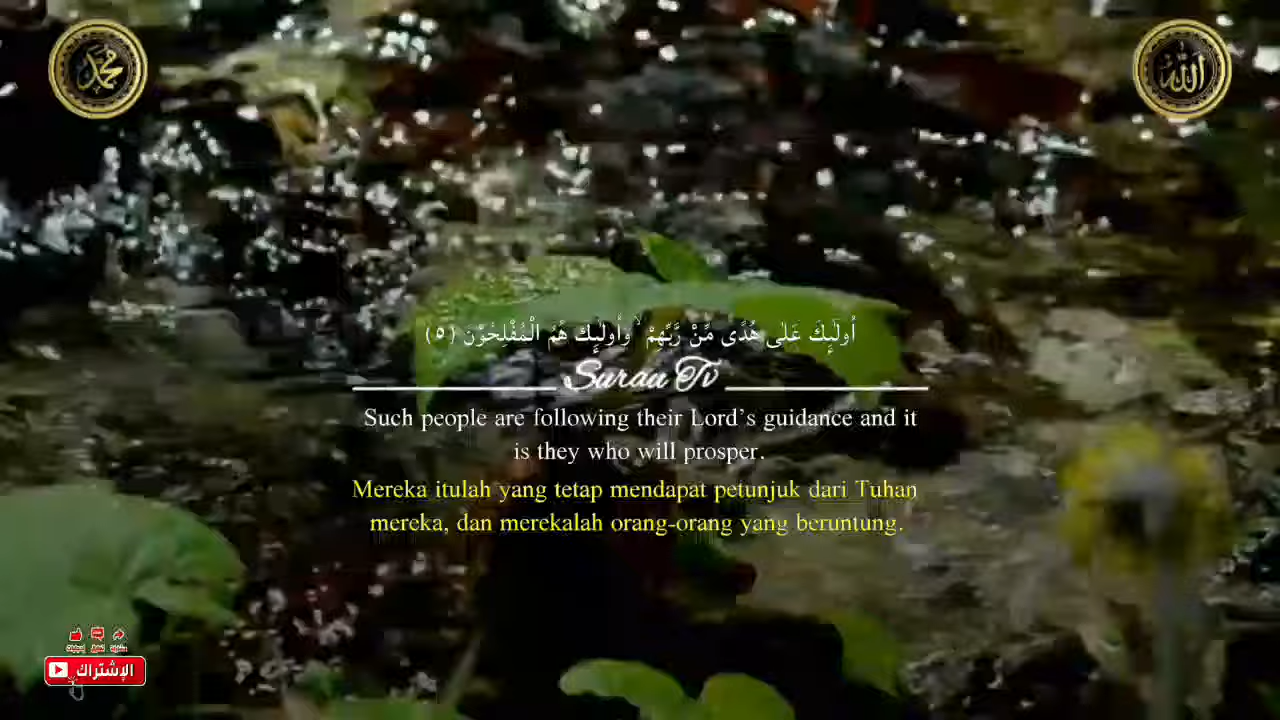 محمد
الله
أُولٰٓئِكَ عَلٰى هُدًى مِّنْ رَّبِّهِمْ ۙ وَاُولٰۤىِٕكَ هُمُ الْمُفْلِحُوْنَ (٥)
Surau Tv
Such people are following their Lord’s guidance and it
is they who will prosper.
Mereka itulah yang tetap mendapat petunjuk dari Tuhan
mereka, dan merekalah orang-orang yang beruntung.
الإشتراك